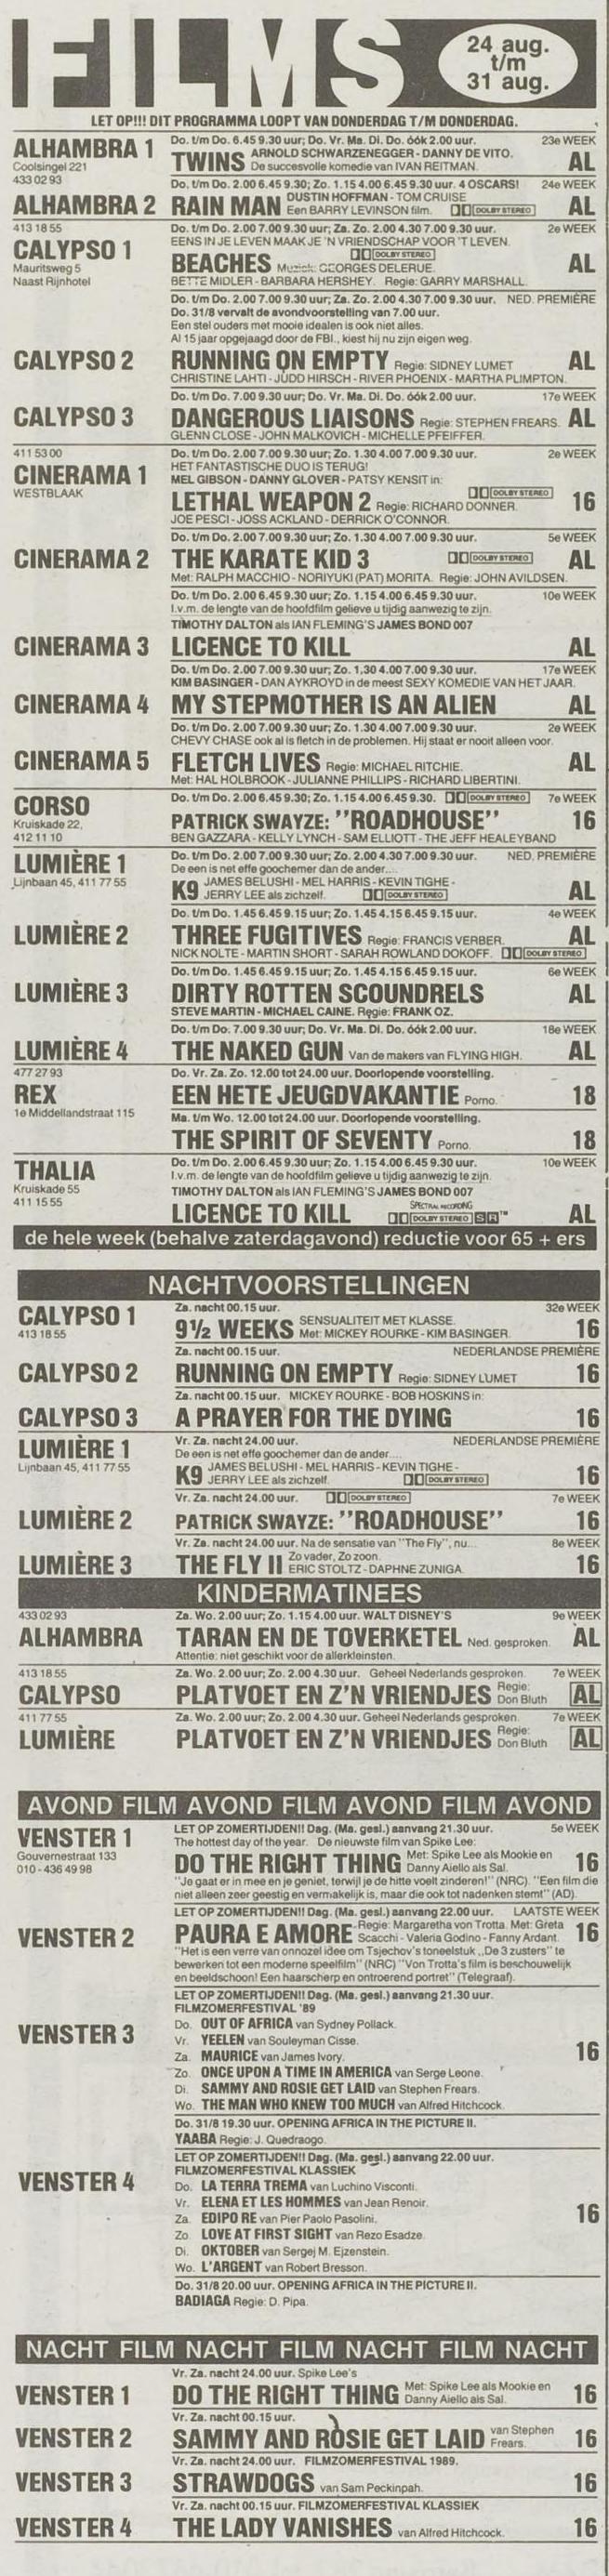 FILMS
24 aug.
t/m
31 aug.
LET OP!!! DIT PROGRAMMA LOOPT VAN DONDERDAG T/M DONDERDAG.
ALHAMBRA 1
Coolsingel 221
433 02 93
Do. t/m Do. 6.45 9.30 uur; Do. Vr. Ma. Di. Do. óók 2.00 uur. 23e WEEK
TWINS ARNOLD SCHWARZENEGGER - DANNY DE VITO.
De succesvolle komedie van IVAN REITMAN. AL
Do. t/m Do. 2.00 6.45 9.30; Zo. 1.15 4.00 6.45 9.30 uur. 4 OSCARS! 24e WEEK
ALHAMBRA 2 RAIN MAN DUSTIN HOFFMAN - TOM CRUISE
Een BARRY LEVINSON film. DOLBY STEREO AL
413 18 55
CALYPSO 1
Mauritsweg 5
Naast Rijnhotel
Do. t/m Do. 2.00 7.00 9.30 uur; Za. Zo. 2.00 4.30 7.00 9.30 uur. 2e WEEK
EENS IN JE LEVEN MAAK JE 'N VRIENDSCHAP VOOR 'T LEVEN.
DOLBY STEREO
BEACHES Muziek: GEORGES DELERUE. AL
BETTE MIDLER - BARBARA HERSHEY. Regie: GARRY MARSHALL.
Do. t/m Do. 2.00 7.00 9.30 uur; Za. Zo. 2.00 4.30 7.00 9.30 uur. NED. PREMIÈRE
Do. 31/8 vervalt de avondvoorstelling van 7.00 uur.
Een stel ouders met mooie idealen is ook niet alles.
Al 15 jaar opgejaagd door de FBI., kiest hij nu zijn eigen weg.
CALYPSO 2 RUNNING ON EMPTY Regie: SIDNEY LUMET AL
CHRISTINE LAHTI - JUDD HIRSCH - RIVER PHOENIX - MARTHA PLIMPTON.
Do. t/m Do. 7.00 9.30 uur; Do. Vr. Ma. Di. Do. óók 2.00 uur. 17e WEEK
CALYPSO 3 DANGEROUS LIAISONS Regie: STEPHEN FREARS. AL
GLENN CLOSE - JOHN MALKOVICH - MICHELLE PFEIFFER.
411 53 00
CINERAMA 1
WESTBLAAK
Do. t/m Do. 2.00 7.00 9.30 uur; Zo. 1.30 4.00 7.00 9.30 uur. 2e WEEK
HET FANTASTISCHE DUO IS TERUG!
MEL GIBSON - DANNY GLOVER - PATSY KENSIT in:
DOLBY STEREO
LETHAL WEAPON 2 Regie: RICHARD DONNER. 16
JOE PESCI - JOSS ACKLAND - DERRICK O'CONNOR.
Do. t/m Do. 2.00 7.00 9.30 uur; Zo. 1.30 4.00 7.00 9.30 uur. 5e WEEK
CINERAMA 2 THE KARATE KID 3 DOLBY STEREO AL
Met: RALPH MACCHIO - NORIYUKI (PAT) MORITA. Regie: JOHN AVILDSEN.
Do. t/m Do. 2.00 6.45 9.30 uur; Zo. 1.15 4.00 6.45 9.30 uur. 10e WEEK
I.v.m. de lengte van de hoofdfilm gelieve u tijdig aanwezig te zijn.
TIMOTHY DALTON als IAN FLEMING'S JAMES BOND 007
CINERAMA 3 LICENCE TO KILL AL
Do. t/m Do. 2.00 7.00 9.30 uur; Zo. 1.30 4.00 7.00 9.30 uur. 17e WEEK
KIM BASINGER - DAN AYKROYD in de meest SEXY KOMEDIE VAN HET JAAR.
CINERAMA 4 MY STEPMOTHER IS AN ALIEN AL
Do. t/m Do. 2.00 7.00 9.30 uur; Zo. 1.30 4.00 7.00 9.30 uur. 2e WEEK
CHEVY CHASE ook al is fletch in de problemen. Hij staat er nooit alleen voor.
CINERAMA 5 FLETCH LIVES Regie: MICHAEL RITCHIE. AL
Met: HAL HOLBROOK - JULIANNE PHILLIPS - RICHARD LIBERTINI.
CORSO
Kruiskade 22,
412 11 10
Do. t/m Do. 2.00 6.45 9.30; Zo. 1.15 4.00 6.45 9.30. DOLBY STEREO 7e WEEK
PATRICK SWAYZE: "ROADHOUSE" 16
BEN GAZZARA - KELLY LYNCH - SAM ELLIOTT - THE JEFF HEALEYBAND
LUMIÈRE 1
Lijnbaan 45, 411 77 55
Do. t/m Do. 2.00 7.00 9.30 uur; Zo. 2.00 4.30 7.00 9.30 uur. NED. PREMIÈRE
De een is net effe goochemer dan de ander....
K9 JAMES BELUSHI - MEL HARRIS - KEVIN TIGHE -
JERRY LEE als zichzelf. DOLBY STEREO AL
Do. t/m Do. 1.45 6.45 9.15 uur; Zo. 1.45 4.15 6.45 9.15 uur. 4e WEEK
LUMIÈRE 2 THREE FUGITIVES Regie: FRANCIS VERBER. AL
NICK NOLTE - MARTIN SHORT - SARAH ROWLAND DOKOFF. DOLBY STEREO
Do. t/m Do. 1.45 6.45 9.15 uur; Zo. 1.45 4.15 6.45 9.15 uur. 6e WEEK
LUMIÈRE 3 DIRTY ROTTEN SCOUNDRELS AL
STEVE MARTIN - MICHAEL CAINE. Regie: FRANK OZ.
Do. t/m Do: 7.00 9.30 uur; Do. Vr. Ma. Di. Do. óók 2.00 uur. 18e WEEK
LUMIÈRE 4 THE NAKED GUN Van de makers van FLYING HIGH. AL
477 27 93
REX
1e Middellandstraat 115
Do. Vr. Za. Zo. 12.00 tot 24.00 uur. Doorlopende voorstelling.
EEN HETE JEUGDVAKANTIE Porno. 18
Ma. t/m Wo. 12.00 tot 24.00 uur. Doorlopende voorstelling.
THE SPIRIT OF SEVENTY Porno. 18
THALIA
Kruiskade 55
411 15 55
Do. t/m Do. 2.00 6.45 9.30 uur; Zo. 1.15 4.00 6.45 9.30 uur. 10e WEEK
I.v.m. de lengte van de hoofdfilm gelieve u tijdig aanwezig te zijn.
TIMOTHY DALTON als IAN FLEMING'S JAMES BOND 007
SPECTRAL RECORDING
LICENCE TO KILL DOLBY STEREO SR™ AL
de hele week (behalve zaterdagavond) reductie voor 65 + ers
NACHTVOORSTELLINGEN
CALYPSO 1
413 18 55
Za. nacht 00.15 uur. 32e WEEK
9½ WEEKS SENSUALITEIT MET KLASSE.
Met: MICKEY ROURKE - KIM BASINGER. 16
Za. nacht 00.15 uur. NEDERLANDSE PREMIÈRE
CALYPSO 2 RUNNING ON EMPTY Regie: SIDNEY LUMET 16
Za. nacht 00.15 uur. MICKEY ROURKE - BOB HOSKINS in:
CALYPSO 3 A PRAYER FOR THE DYING 16
LUMIÈRE 1
Lijnbaan 45, 411 77 55
Vr. Za. nacht 24.00 uur. NEDERLANDSE PREMIÈRE
De een is net effe goochemer dan de ander....
K9 JAMES BELUSHI - MEL HARRIS - KEVIN TIGHE -
JERRY LEE als zichzelf. DOLBY STEREO 16
Vr. Za. nacht 24.00 uur. DOLBY STEREO 7e WEEK
LUMIÈRE 2 PATRICK SWAYZE: "ROADHOUSE" 16
Vr. Za. nacht 24.00 uur. Na de sensatie van "The Fly", nu... 8e WEEK
LUMIÈRE 3 THE FLY II Zo vader, Zo zoon.
ERIC STOLTZ - DAPHNE ZUNIGA. 16
KINDERMATINEES
433 02 93
Za. Wo. 2.00 uur; Zo. 1.15 4.00 uur. WALT DISNEY'S 9e WEEK
ALHAMBRA TARAN EN DE TOVERKETEL Ned. gesproken. AL
Attentie: niet geschikt voor de allerkleinsten.
413 18 55
Za. Wo. 2.00 uur; Zo. 2.00 4.30 uur. Geheel Nederlands gesproken. 7e WEEK
CALYPSO PLATVOET EN Z'N VRIENDJES Regie:
Don Bluth AL
411 77 55
Za. Wo. 2.00 uur; Zo. 2.00 4.30 uur. Geheel Nederlands gesproken. 7e WEEK
LUMIÈRE PLATVOET EN Z'N VRIENDJES Regie:
Don Bluth AL
AVOND FILM AVOND FILM AVOND FILM AVOND
VENSTER 1
Gouvernestraat 133
010 - 436 49 98
LET OP ZOMERTIJDEN!! Dag. (Ma. gesl.) aanvang 21.30 uur. 5e WEEK
The hottest day of the year. De nieuwste film van Spike Lee:
DO THE RIGHT THING Met: Spike Lee als Mookie en
Danny Aiello als Sal. 16
"Je gaat er in mee en je geniet, terwijl je de hitte voelt zinderen!" (NRC). "Een film die
niet alleen zeer geestig en vermakelijk is, maar die ook tot nadenken stemt" (AD).
LET OP ZOMERTIJDEN!! Dag. (Ma. gesl.) aanvang 22.00 uur. LAATSTE WEEK
VENSTER 2 PAURA E AMORE Regie: Margaretha von Trotta. Met: Greta
Scacchi - Valeria Godino - Fanny Ardant. 16
"Het is een verre van onnozel idee om Tsjechov's toneelstuk „De 3 zusters" te
bewerken tot een moderne speelfilm" (NRC) "Von Trotta's film is beschouwelijk
en beeldschoon! Een haarscherp en ontroerend portret" (Telegraaf).
LET OP ZOMERTIJDEN!! Dag. (Ma. gesl.) aanvang 21.30 uur.
FILMZOMERFESTIVAL '89
VENSTER 3 16
Do. OUT OF AFRICA van Sydney Pollack.
Vr. YEELEN van Souleyman Cisse.
Za. MAURICE van James Ivory.
Zo. ONCE UPON A TIME IN AMERICA van Serge Leone.
Di. SAMMY AND ROSIE GET LAID van Stephen Frears.
Wo. THE MAN WHO KNEW TOO MUCH van Alfred Hitchcock.
Do. 31/8 19.30 uur. OPENING AFRICA IN THE PICTURE II.
YAABA Regie: J. Quedraogo.
LET OP ZOMERTIJDEN!! Dag. (Ma. gesl.) aanvang 22.00 uur.
FILMZOMERFESTIVAL KLASSIEK
VENSTER 4 16
Do. LA TERRA TREMA van Luchino Visconti.
Vr. ELENA ET LES HOMMES van Jean Renoir.
Za. EDIPO RE van Pier Paolo Pasolini.
Zo. LOVE AT FIRST SIGHT van Rezo Esadze.
Di. OKTOBER van Sergej M. Ejzenstein.
Wo. L'ARGENT van Robert Bresson.
Do. 31/8 20.00 uur. OPENING AFRICA IN THE PICTURE II.
BADIAGA Regie: D. Pipa.
NACHT FILM NACHT FILM NACHT FILM NACHT
Vr. Za. nacht 24.00 uur. Spike Lee's
VENSTER 1 DO THE RIGHT THING Met: Spike Lee als Mookie en
Danny Aiello als Sal. 16
Vr. Za. nacht 00.15 uur.
VENSTER 2 SAMMY AND ROSIE GET LAID van Stephen
Frears. 16
Vr. Za. nacht 24.00 uur. FILMZOMERFESTIVAL 1989.
VENSTER 3 STRAWDOGS van Sam Peckinpah. 16
Vr. Za. nacht 00.15 uur. FILMZOMERFESTIVAL KLASSIEK
VENSTER 4 THE LADY VANISHES van Alfred Hitchcock. 16